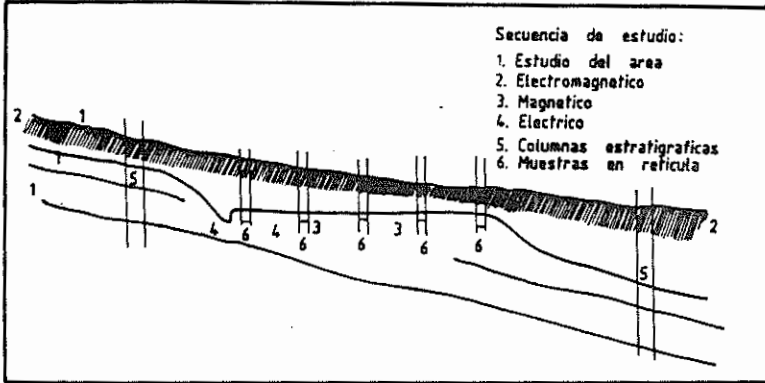 Secuencia de estudio:
1. Estudio del area
2. Electromagnetico
3. Magnetico
4. Electrico
5. Columnas estratigraficas
6. Muestras en reticula
2 1
1
5
1
4 6 4 3 6 6 3 6 6
5
2